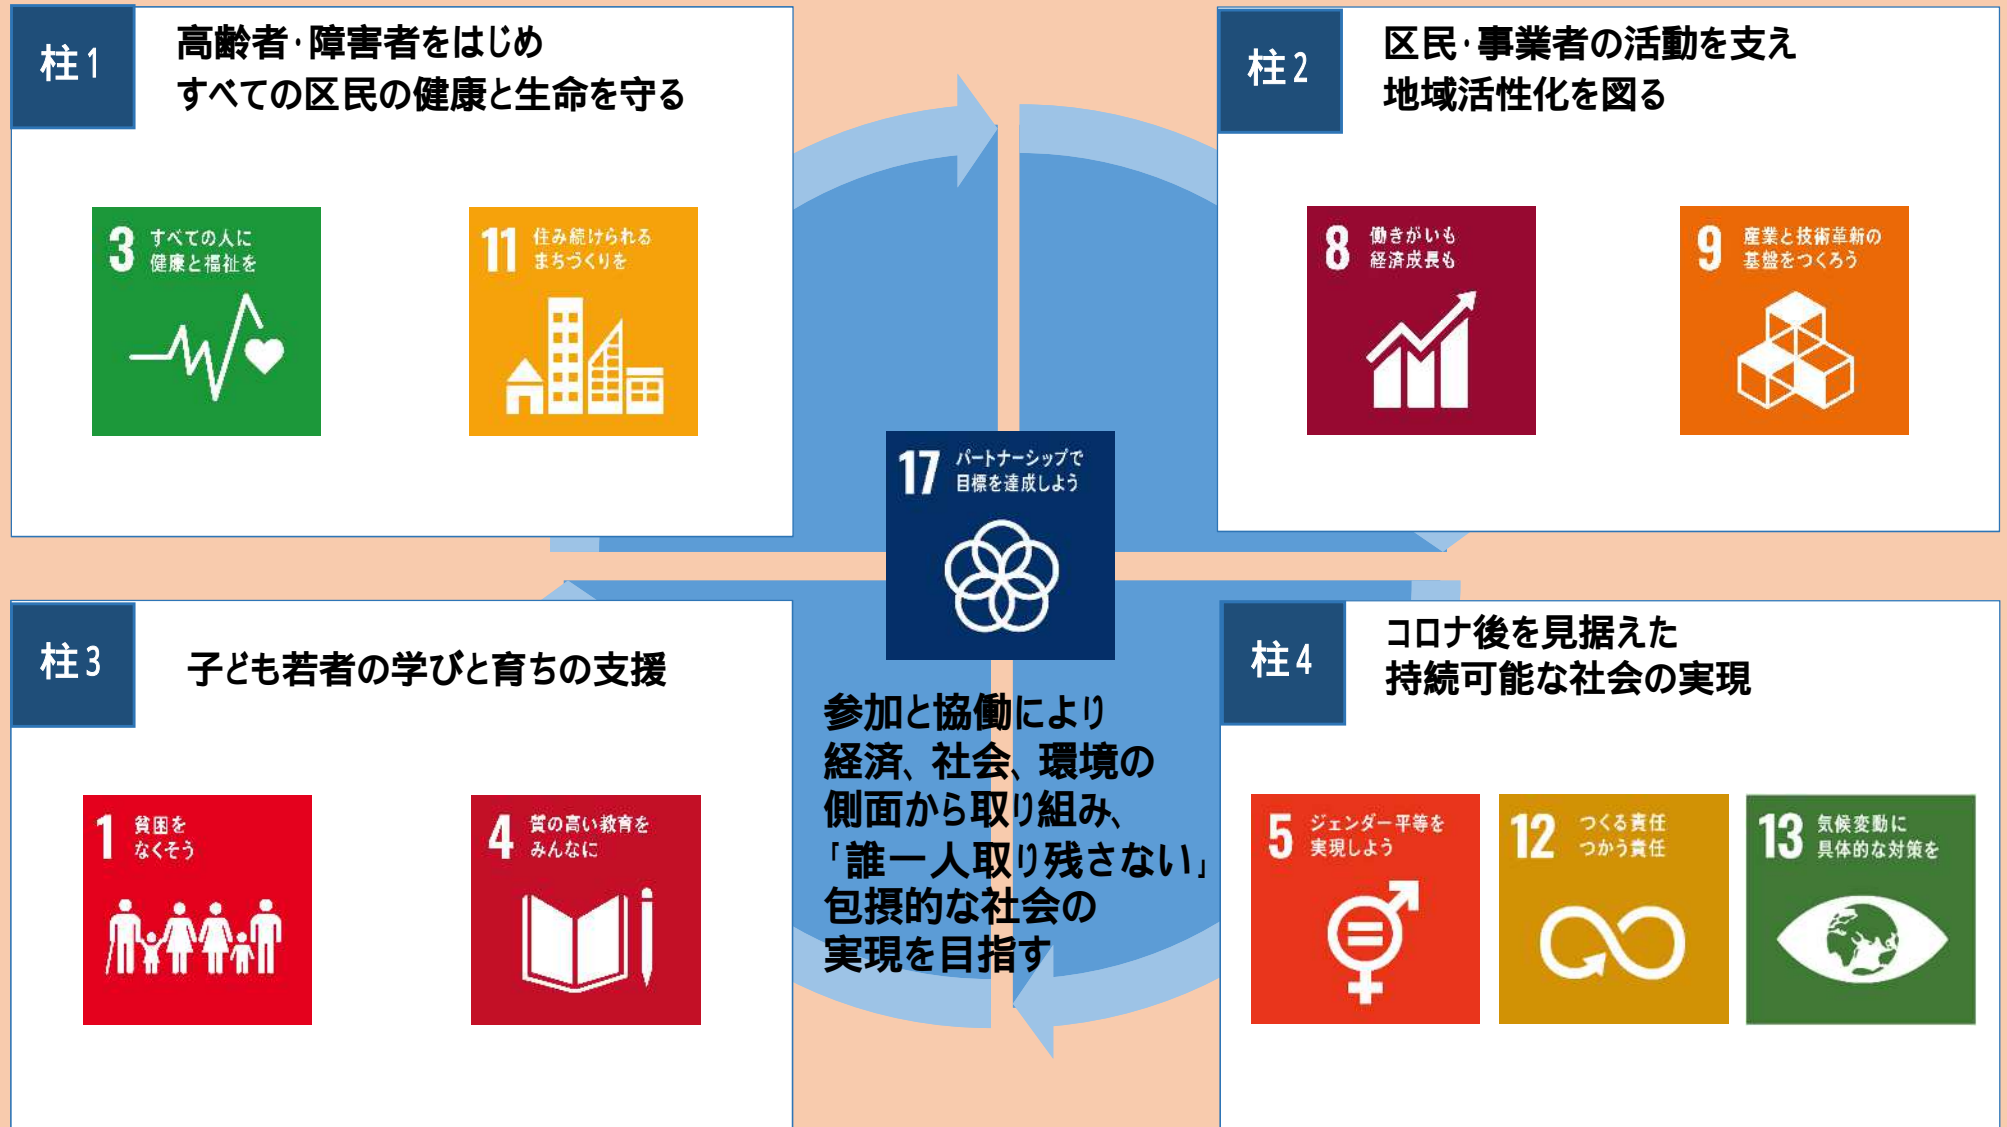 柱1
高齢者・障害者をはじめ
すべての区民の健康と生命を守る
3 すべての人に
健康と福祉を
11 住み続けられる
まちづくりを
柱2
区民・事業者の活動を支え
地域活性化を図る
8 働きがいも
経済成長も
9 産業と技術革新の
基盤をつくろう
17 パートナーシップで
目標を達成しよう
参加と協働により
経済、社会、環境の
側面から取り組み、
「誰一人取り残さない」
包摂的な社会の
実現を目指す
柱3
子ども若者の学びと育ちの支援
1 貧困を
なくそう
4 質の高い教育を
みんなに
柱4
コロナ後を見据えた
持続可能な社会の実現
5 ジェンダー平等を
実現しよう
12 つくる責任
つかう責任
13 気候変動に
具体的な対策を